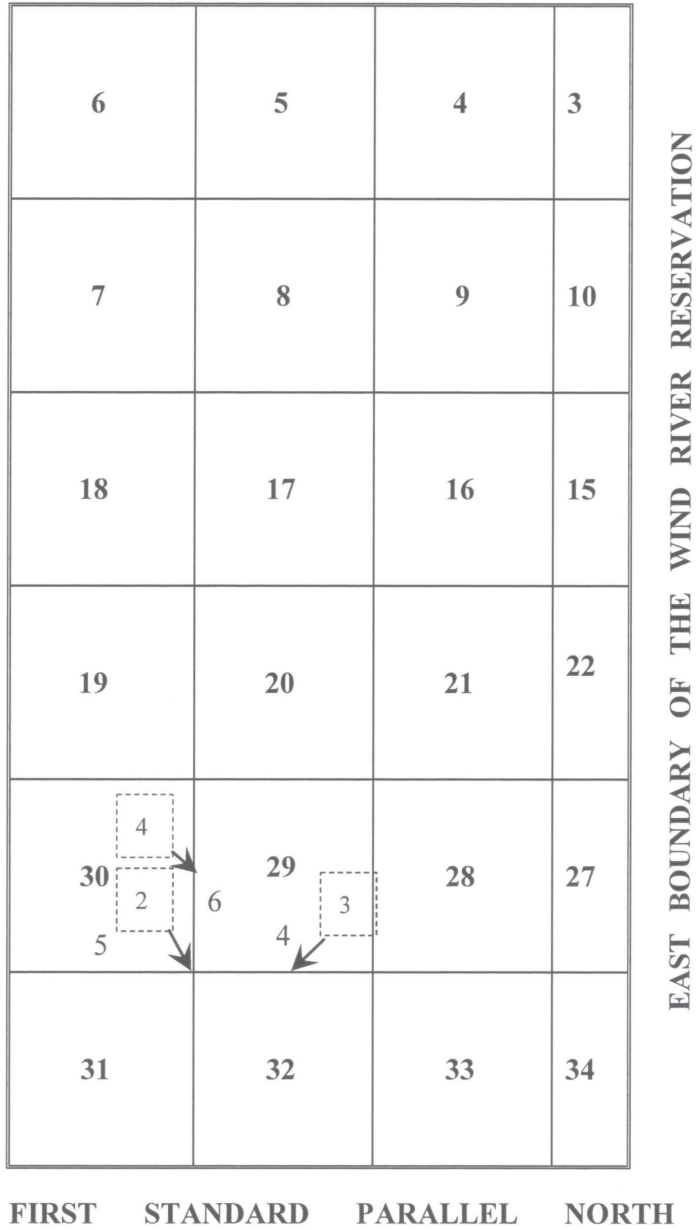 6 5 4 3
7 8 9 10
18 17 16 15
19 20 21 22
4
30 29 28 27
2 6 3
5 4
31 32 33 34
FIRST STANDARD PARALLEL NORTH
EAST BOUNDARY OF THE WIND RIVER RESERVATION